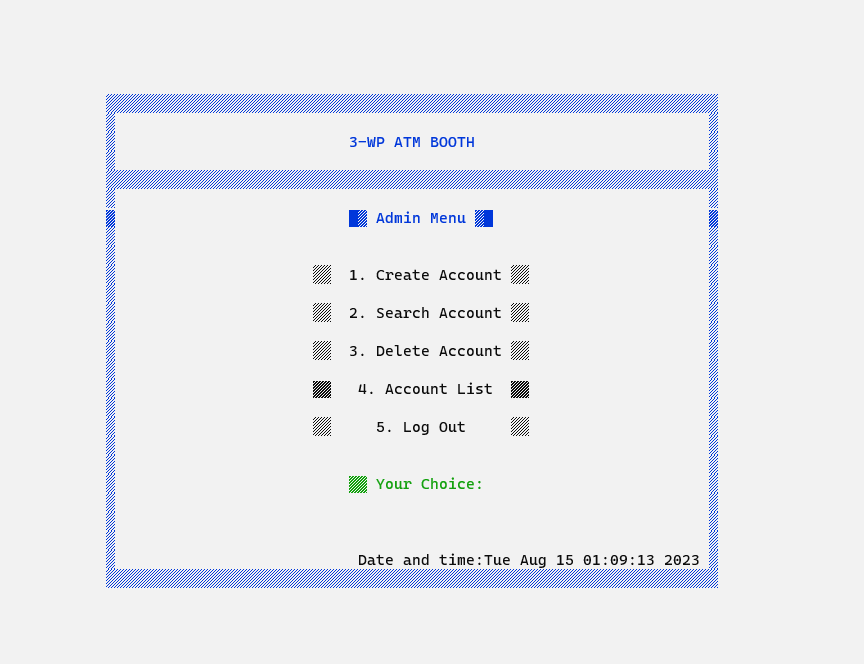 3-WP ATM BOOTH
Admin Menu
1. Create Account
2. Search Account
3. Delete Account
4. Account List
5. Log Out
Your Choice:
Date and time:Tue Aug 15 01:09:13 2023